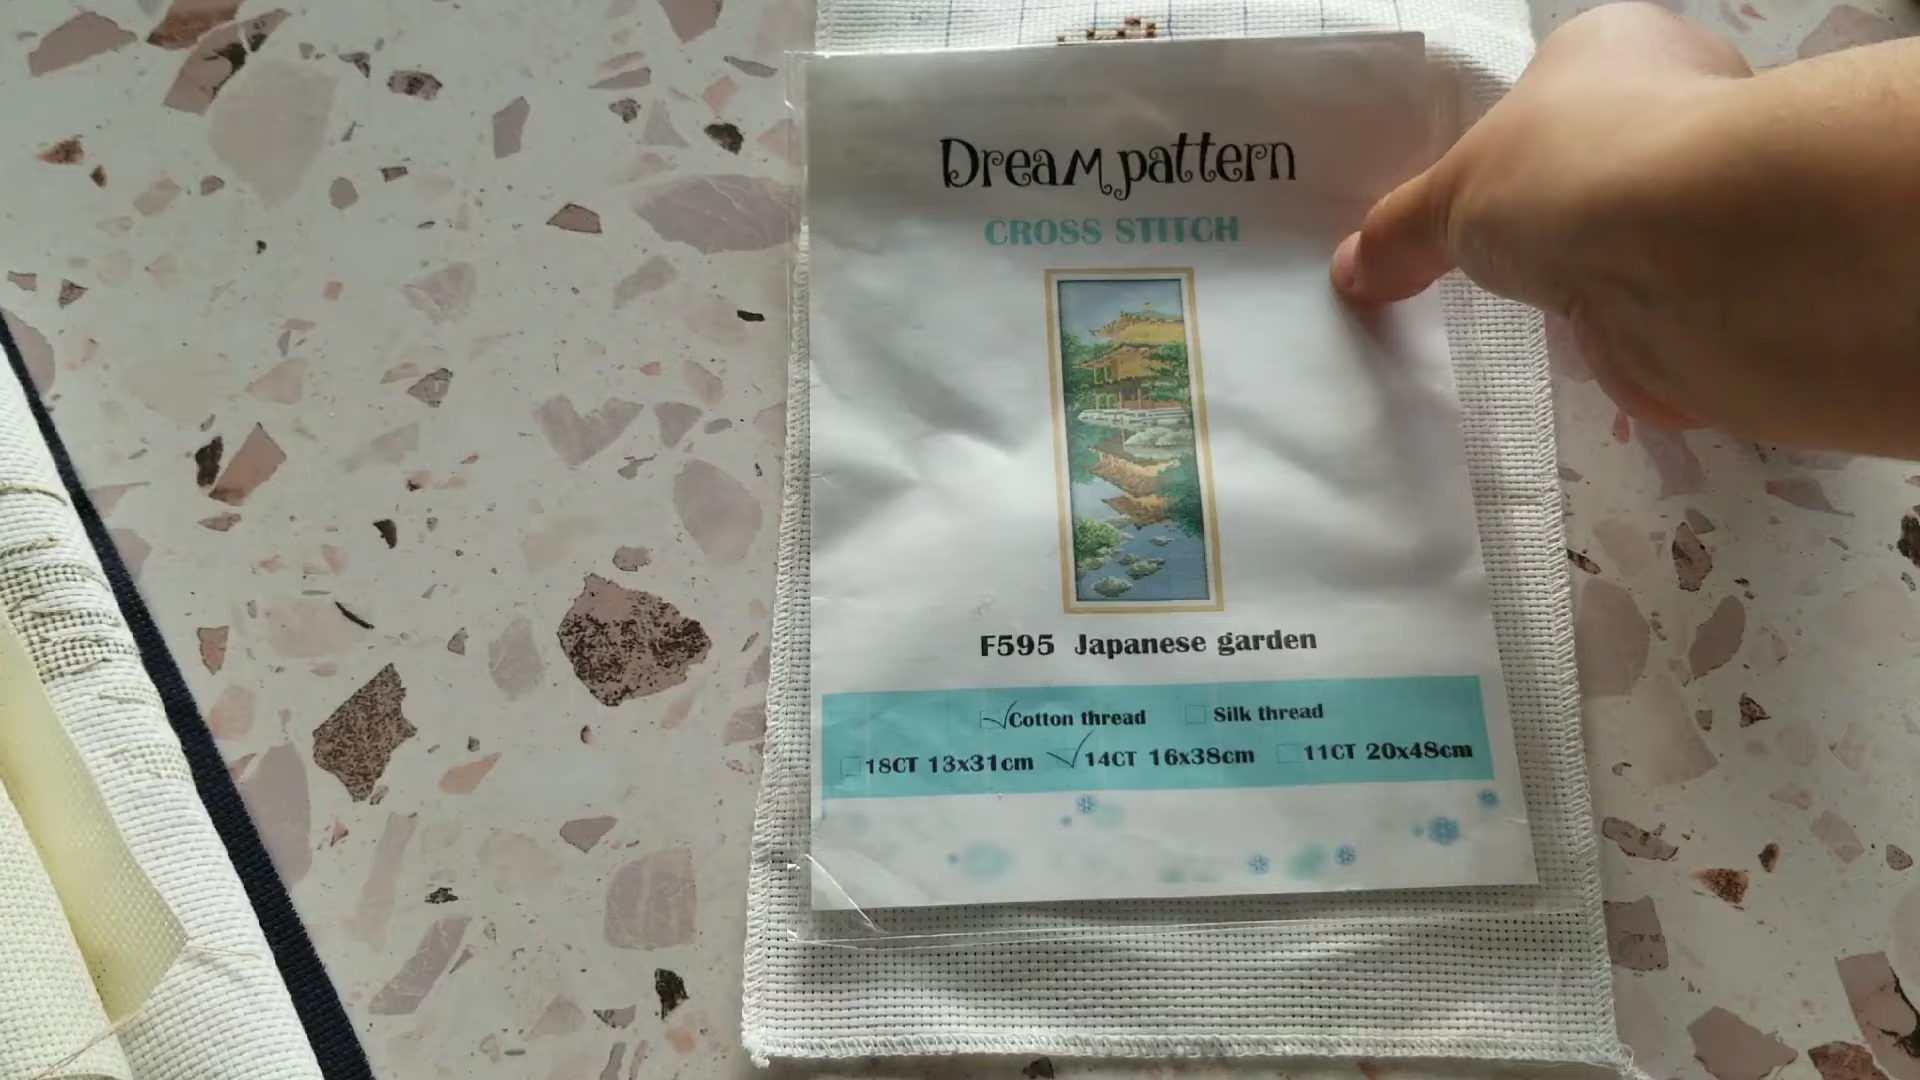 Dream pattern
CROSS STITCH
F595 Japanese garden
Cotton thread Silk thread
18CT 13x31cm 14CT 16x38cm 11CT 20x48cm